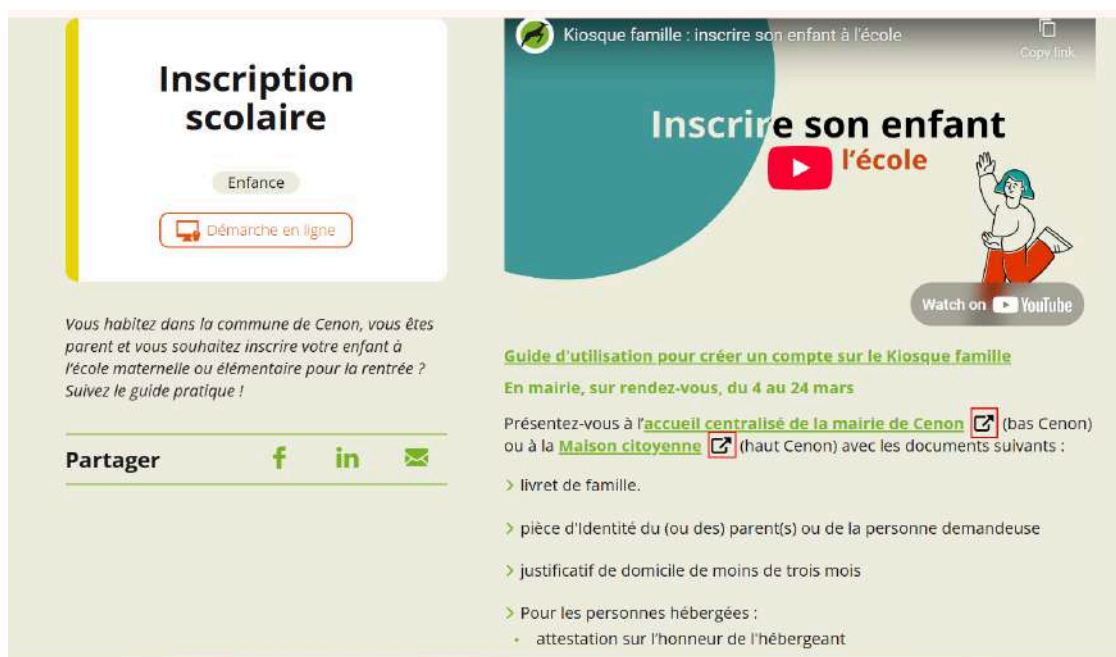 Inscription
scolaire
Enfance
Démarche en ligne
Vous habitez dans la commune de Cenon, vous êtes
parent et vous souhaitez inscrire votre enfant à
l'école maternelle ou élémentaire pour la rentrée ?
Suivez le guide pratique !
Partager
Kiosque famille : inscrire son enfant à l'école
Copy link
Inscrire son enfant
l'école
Watch on YouTube
Guide d'utilisation pour créer un compte sur le Kiosque famille
En mairie, sur rendez-vous, du 4 au 24 mars
Présentez-vous à l'accueil centralisé de la mairie de Cenon (bas Cenon)
ou à la Maison citoyenne (haut Cenon) avec les documents suivants :
livret de famille.
pièce d'Identité du (ou des) parent(s) ou de la personne demandeuse
justificatif de domicile de moins de trois mois
Pour les personnes hébergées :
attestation sur l'honneur de l'hébergeant